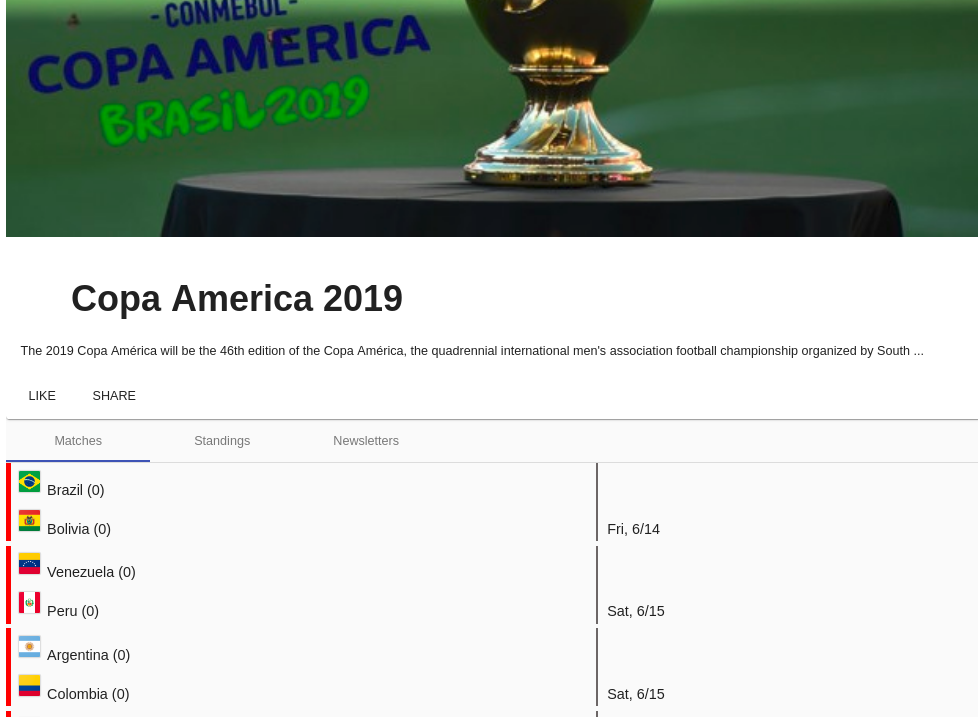 - CONMEBOL -
COPA AMERICA
BRASIL2019
Copa America 2019
The 2019 Copa América will be the 46th edition of the Copa América, the quadrennial international men's association football championship organized by South ...
LIKE SHARE
Matches Standings Newsletters
Brazil (0)
Bolivia (0) Fri, 6/14
Venezuela (0)
Peru (0) Sat, 6/15
Argentina (0)
Colombia (0) Sat, 6/15